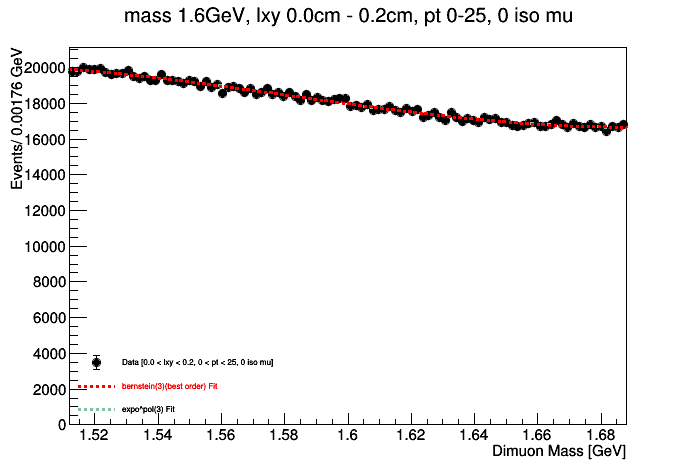 mass 1.6GeV, lxy 0.0cm - 0.2cm, pt 0-25, 0 iso mu
Events/ 0.00176 GeV
20000
18000
16000
14000
12000
10000
8000
6000
4000
2000
0
Data [0.0 < lxy < 0.2, 0 < pt < 25, 0 iso mu]
bernstein(3)(best order) Fit
expo*pol(3) Fit
1.52 1.54 1.56 1.58 1.6 1.62 1.64 1.66 1.68
Dimuon Mass [GeV]